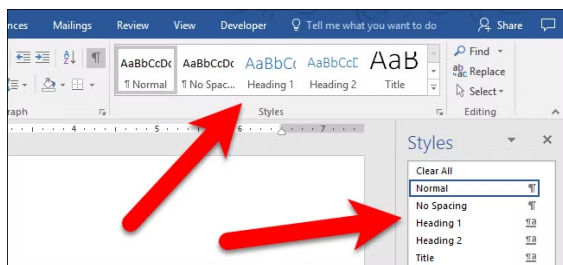 nces Mailings Review View Developer Tell me what you want to do Share
AaBbCcDc AaBbCcDc AaBbCc AaBbCcE AaB
¶ Normal ¶ No Spac... Heading 1 Heading 2 Title
Find
Replace
Select
raph Styles Editing
4 5 6 7
Styles
Clear All
Normal ¶
No Spacing ¶
Heading 1 ¶a
Heading 2 ¶a
Title ¶a